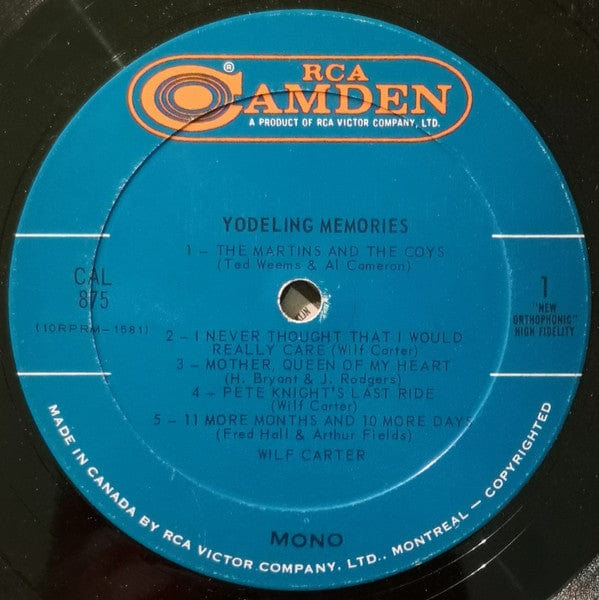 RCA
CAMDEN
®
A PRODUCT OF RCA VICTOR COMPANY, LTD.
YODELING MEMORIES
1 – THE MARTINS AND THE COYS
(Ted Weems & Al Cameron)
CAL
875
(10RPRM-1581)
1
"NEW
ORTHOPHONIC"
HIGH FIDELITY
2 – I NEVER THOUGHT THAT I WOULD
REALLY CARE (Wilf Carter)
3 – MOTHER, QUEEN OF MY HEART
(H. Bryant & J. Rodgers)
4 – PETE KNIGHT'S LAST RIDE
(Wilf Carter)
5 – 11 MORE MONTHS AND 10 MORE DAYS
(Fred Hall & Arthur Fields)
WILF CARTER
MONO
MADE IN CANADA BY RCA VICTOR COMPANY, LTD., MONTREAL – COPYRIGHTED